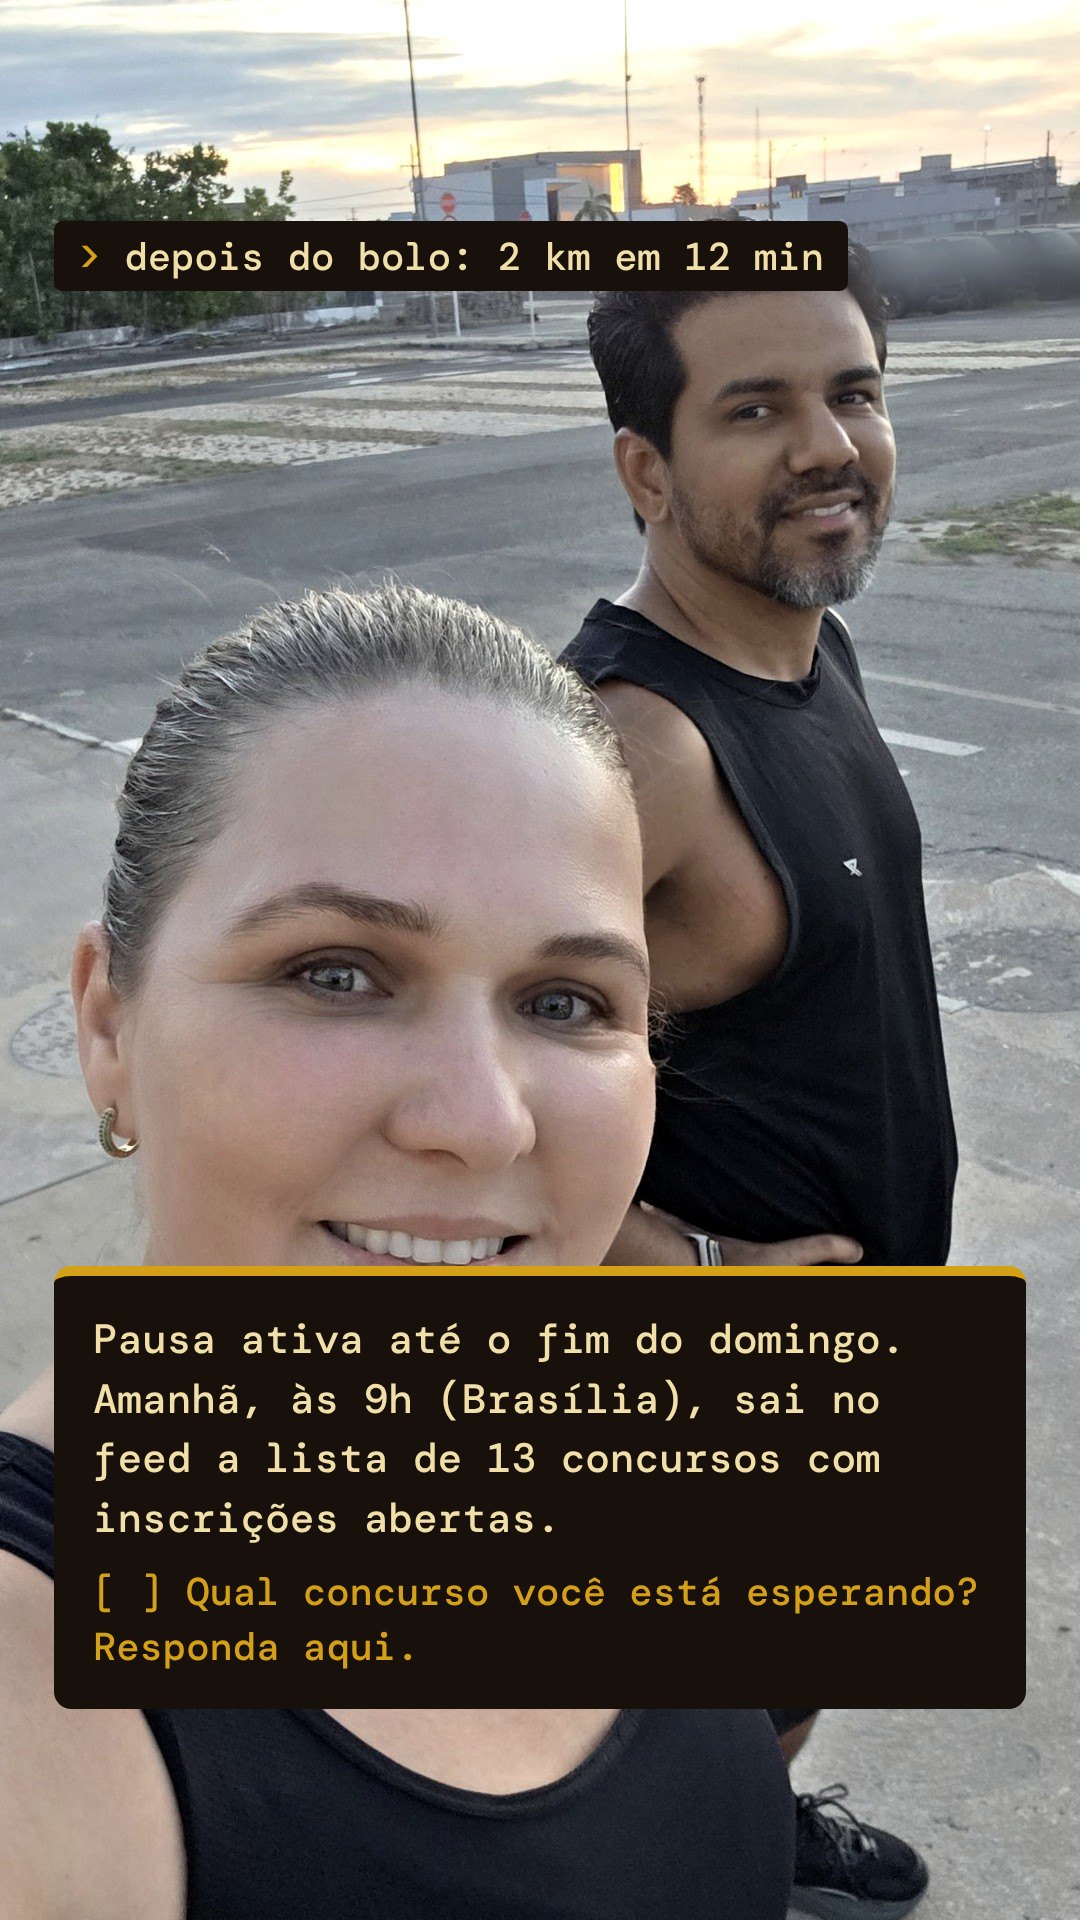 › depois do bolo: 2 km em 12 min
Pausa ativa até o fim do domingo.
Amanhã, às 9h (Brasília), sai no
feed a lista de 13 concursos com
inscrições abertas.
[ ] Qual concurso você está esperando?
Responda aqui.